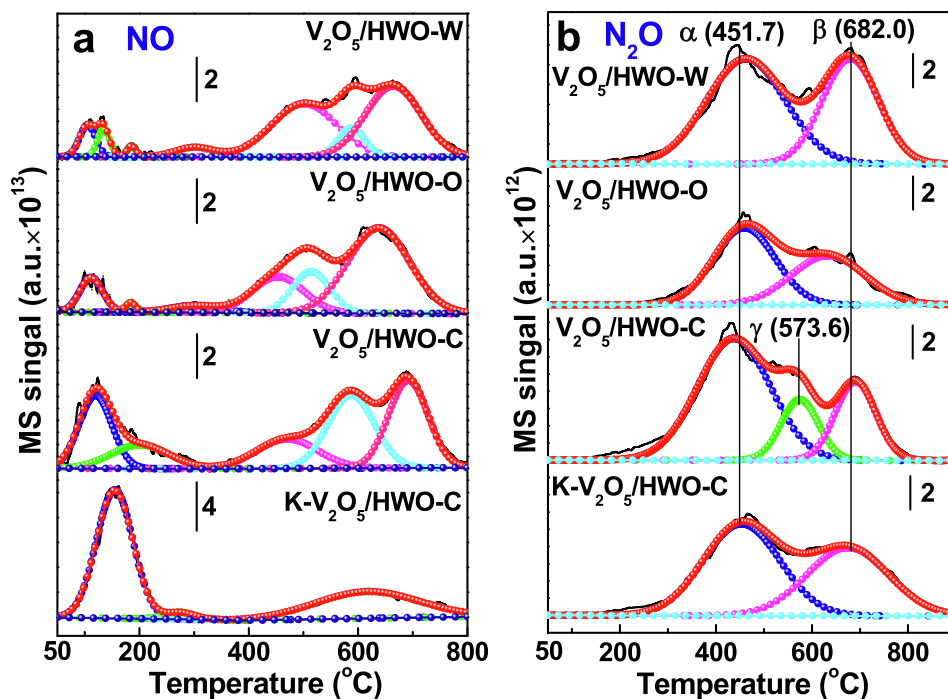 a NO
V2O5/HWO-W
2
V2O5/HWO-O
2
V2O5/HWO-C
2
K-V2O5/HWO-C
4
MS singal (a.u.×10^13)
50 200 400 600 800
Temperature (°C)
b N2O
α (451.7) β (682.0)
V2O5/HWO-W
2
V2O5/HWO-O
2
V2O5/HWO-C
γ (573.6)
2
K-V2O5/HWO-C
2
MS singal (a.u.×10^12)
50 200 400 600 800
Temperature (°C)